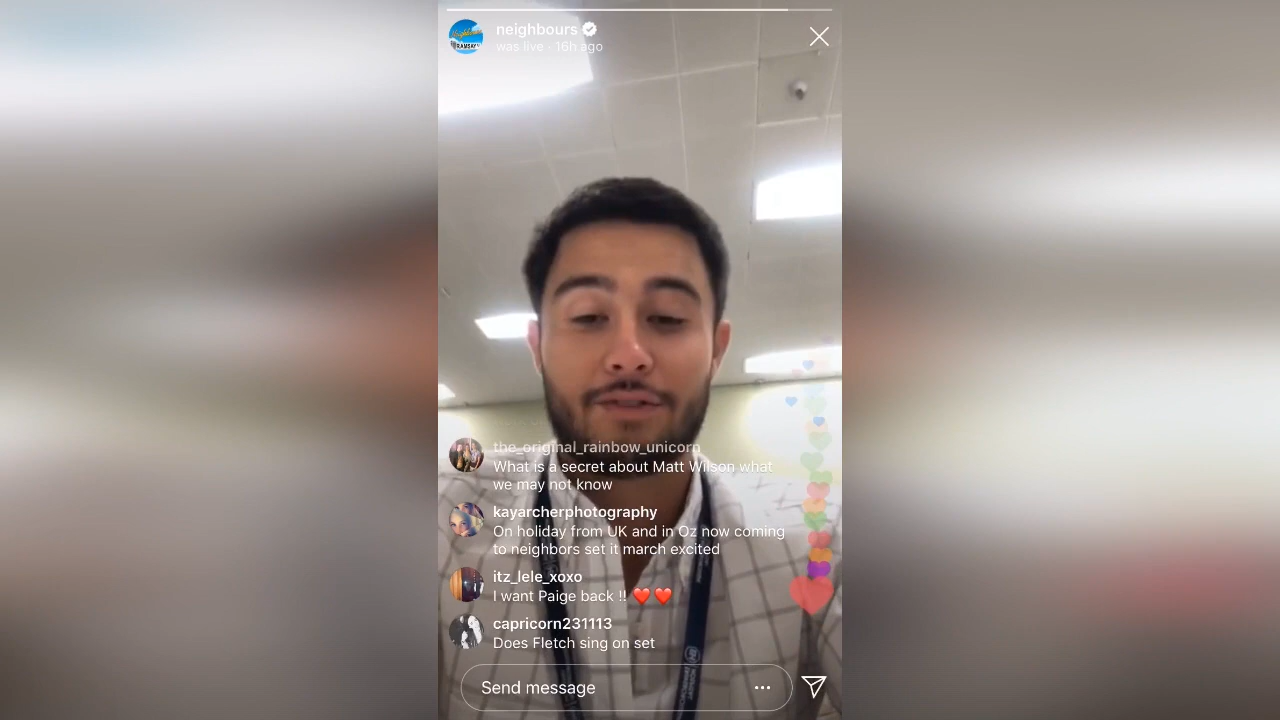 neighbours
was live · 16h ago
RAMSAY
the_original_rainbow_unicorn
What is a secret about Matt Wilson what
we may not know
kayarcherphotography
On holiday from UK and in Oz now coming
to neighbors set it march excited
itz_lele_xoxo
I want Paige back !! ❤️❤️
capricorn231113
Does Fletch sing on set
Send message